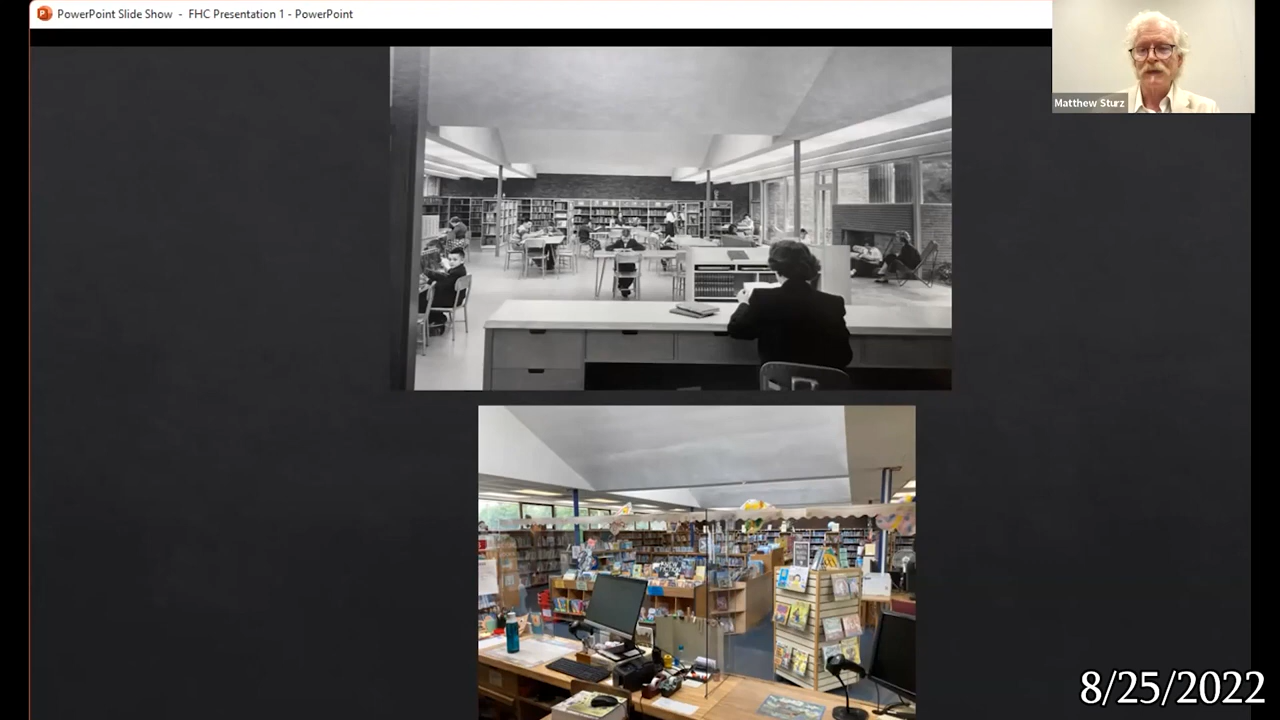 PowerPoint Slide Show - FHC Presentation 1 - PowerPoint
Matthew Sturz
8/25/2022